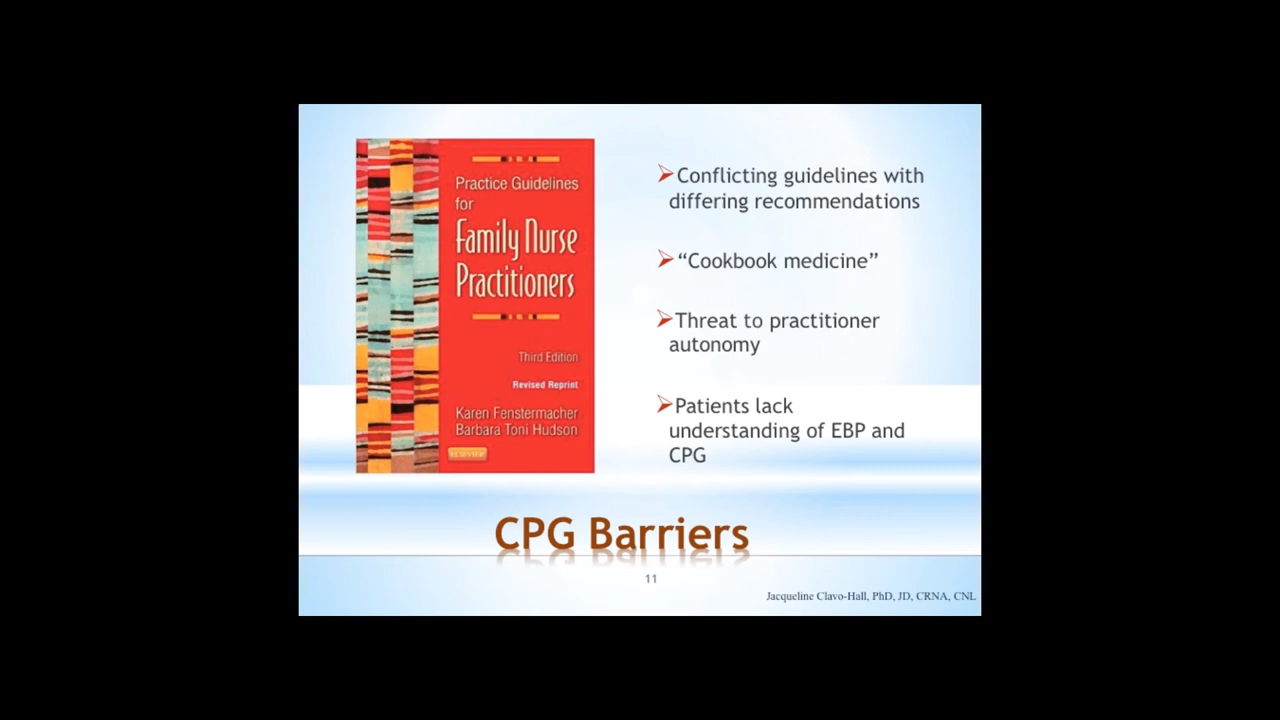 Practice Guidelines
for
Family Nurse
Practitioners
Third Edition
Revised Reprint
Karen Fenstermacher
Barbara Toni Hudson
ELSEVIER
➢Conflicting guidelines with
differing recommendations
➢“Cookbook medicine”
➢Threat to practitioner
autonomy
➢Patients lack
understanding of EBP and
CPG
CPG Barriers
11
Jacqueline Clavo-Hall, PhD, JD, CRNA, CNL